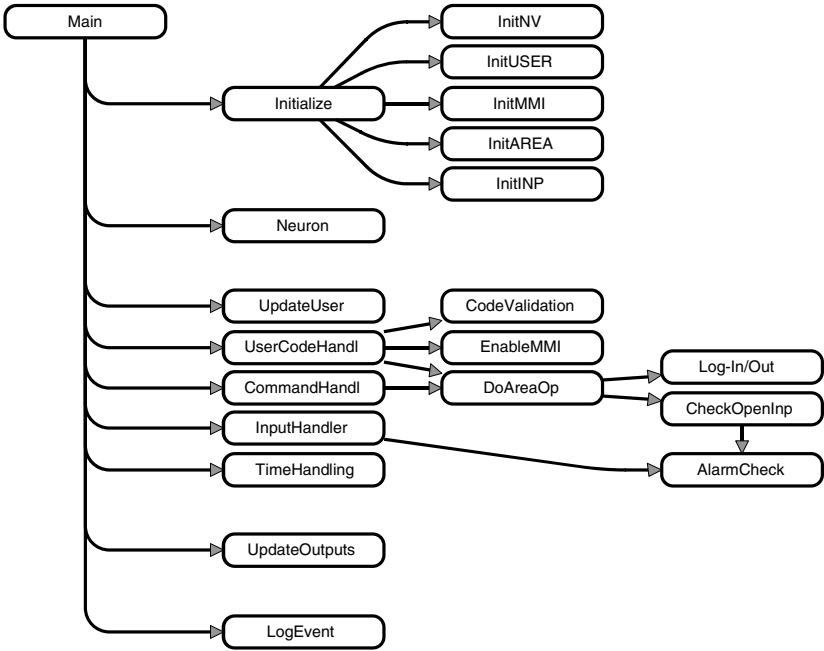 Main
InitNV
InitUSER
Initialize
InitMMI
InitAREA
InitINP
Neuron
UpdateUser
CodeValidation
UserCodeHandl
EnableMMI
Log-In/Out
CommandHandl
DoAreaOp
CheckOpenInp
InputHandler
TimeHandling
AlarmCheck
UpdateOutputs
LogEvent